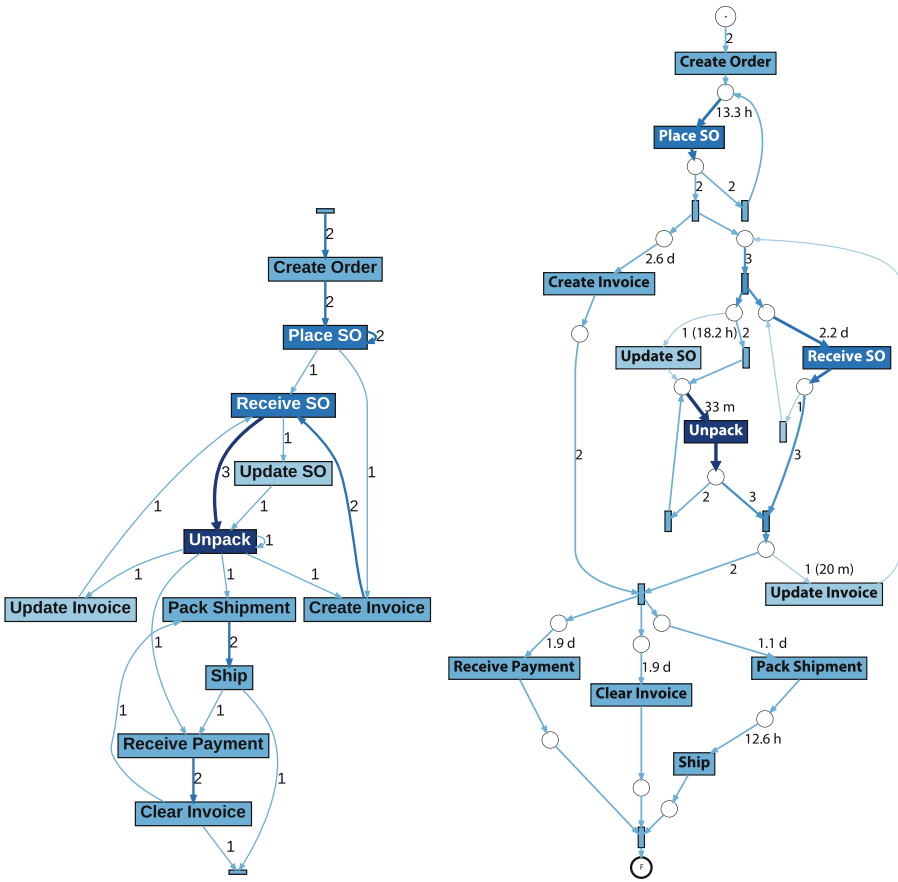 2
Create Order
2
Place SO
2
1
Receive SO
3
1
Update SO
2
1
1
1
Unpack
1
1
1
1
Update Invoice
Pack Shipment
Create Invoice
1
2
Ship
1
1
Receive Payment
1
2
Clear Invoice
1
2
Create Order
13.3 h
Place SO
2
2
2.6 d
3
Create Invoice
1 (18.2 h)
2
2.2 d
Update SO
Receive SO
33 m
1
Unpack
2
3
2
3
2
1 (20 m)
Update Invoice
1.9 d
1.9 d
1.1 d
Receive Payment
Clear Invoice
Pack Shipment
12.6 h
Ship
F